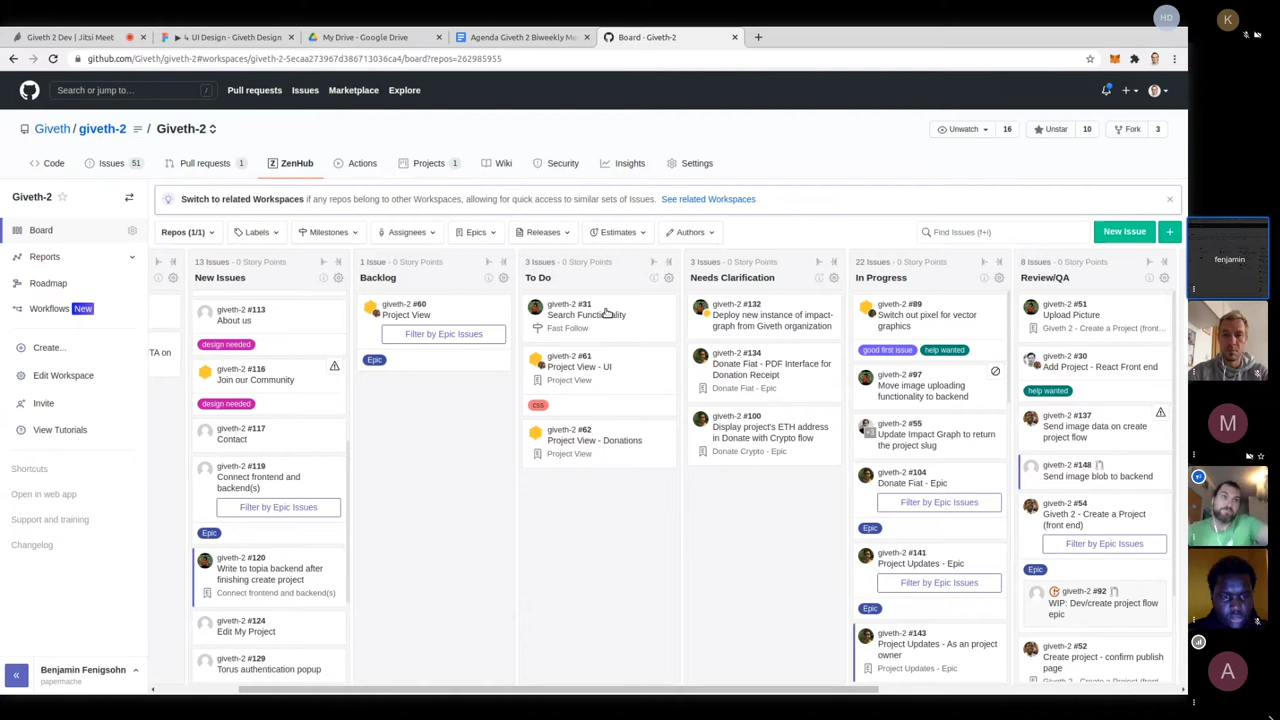 Giveth 2 Dev | Jitsi Meet
▶ ↳ UI Design - Giveth Design
My Drive - Google Drive
Agenda Giveth 2 Biweekly M
Board · Giveth-2
github.com/Giveth/giveth-2#workspaces/giveth-2-5ecaa273967d386713036ca4/board?repos=262985955
HD
K
Search or jump to…
/
Pull requests
Issues
Marketplace
Explore
Giveth / giveth-2 / Giveth-2
Unwatch 16
Unstar 10
Fork 3
Code
Issues 51
Pull requests 1
ZenHub
Actions
Projects 1
Wiki
Security
Insights
Settings
Giveth-2
Switch to related Workspaces if any repos belong to other Workspaces, allowing for quick access to similar sets of Issues. See related Workspaces
Board
Reports
Roadmap
Workflows New
Create...
Edit Workspace
Invite
View Tutorials
Shortcuts
Open in web app
Support and training
Changelog
Benjamin Fenigsohn
papermache
Repos (1/1)
Labels
Milestones
Assignees
Epics
Releases
Estimates
Authors
Find Issues (f+i)
New Issue
TA on
13 Issues - 0 Story Points
New Issues
giveth-2 #113
About us
design needed
giveth-2 #116
Join our Community
design needed
giveth-2 #117
Contact
giveth-2 #119
Connect frontend and
backend(s)
Filter by Epic Issues
Epic
giveth-2 #120
Write to topia backend after
finishing create project
Connect frontend and backend(s)
giveth-2 #124
Edit My Project
giveth-2 #129
Torus authentication popup
1 Issue - 0 Story Points
Backlog
giveth-2 #60
Project View
Filter by Epic Issues
Epic
3 Issues - 0 Story Points
To Do
giveth-2 #31
Search Functionality
Fast Follow
giveth-2 #61
Project View - UI
Project View
css
giveth-2 #62
Project View - Donations
Project View
3 Issues - 0 Story Points
Needs Clarification
giveth-2 #132
Deploy new instance of impact-
graph from Giveth organization
giveth-2 #134
Donate Fiat - PDF Interface for
Donation Receipt
Donate Fiat - Epic
giveth-2 #100
Display project's ETH address
in Donate with Crypto flow
Donate Crypto - Epic
22 Issues - 0 Story Points
In Progress
giveth-2 #89
Switch out pixel for vector
graphics
good first issue
help wanted
giveth-2 #97
Move image uploading
functionality to backend
giveth-2 #55
Update Impact Graph to return
the project slug
giveth-2 #104
Donate Fiat - Epic
Filter by Epic Issues
Epic
giveth-2 #141
Project Updates - Epic
Filter by Epic Issues
Epic
giveth-2 #143
Project Updates - As an project
owner
Project Updates - Epic
8 Issues - 0 Story Points
Review/QA
giveth-2 #51
Upload Picture
Giveth 2 - Create a Project (front...
giveth-2 #30
Add Project - React Front end
help wanted
giveth-2 #137
Send image data on create
project flow
giveth-2 #148
Send image blob to backend
giveth-2 #54
Giveth 2 - Create a Project
(front end)
Filter by Epic Issues
Epic
giveth-2 #92
WIP: Dev/create project flow
epic
giveth-2 #52
Create project - confirm publish
page
Giveth 2 - Create a Project (front
fenjamin
M
A